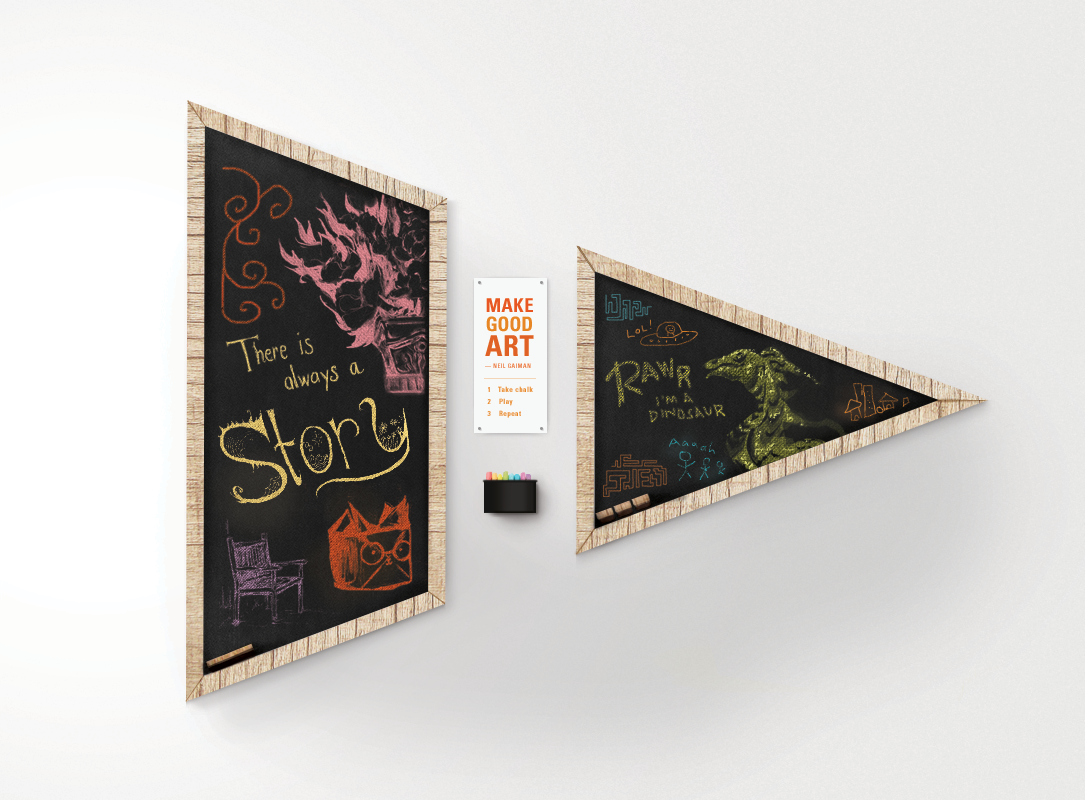 There is
always a
Story
MAKE
GOOD
ART
— NEIL GAIMAN
1 Take chalk
2 Play
3 Repeat
LOL!
RAWR
I'M A
DINOSAUR
Aaaah